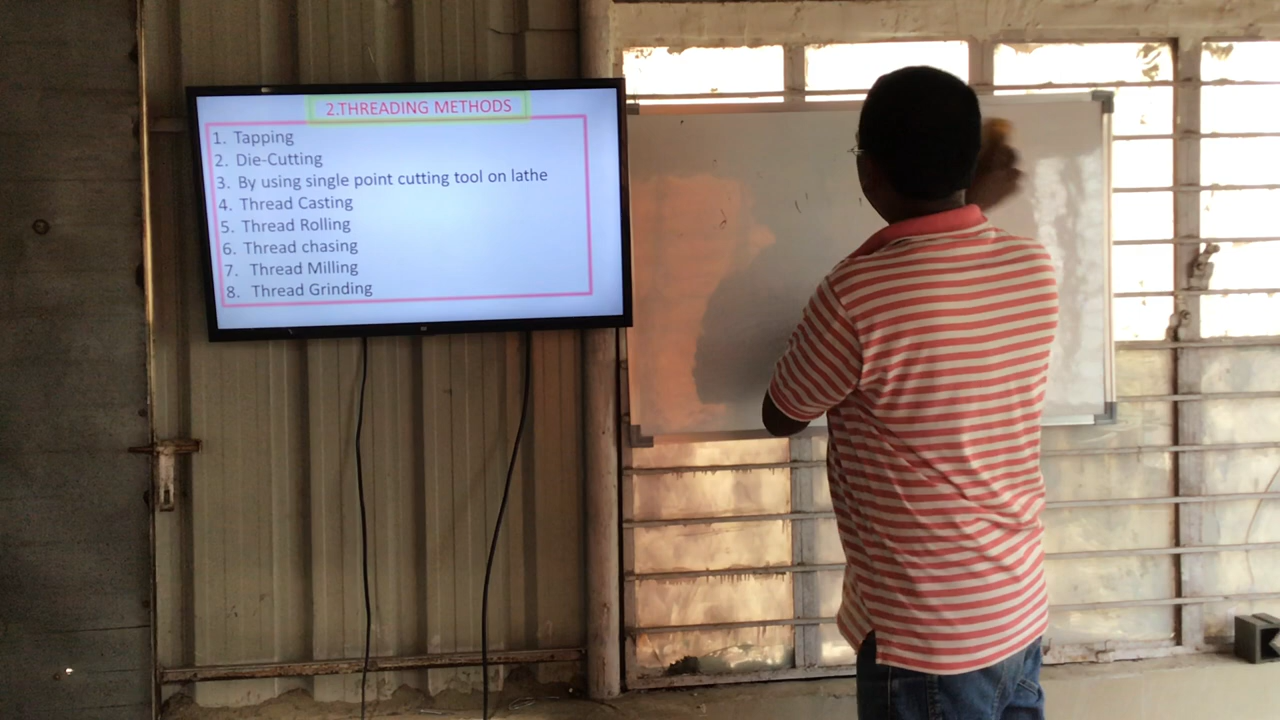 2.THREADING METHODS
1. Tapping
2. Die-Cutting
3. By using single point cutting tool on lathe
4. Thread Casting
5. Thread Rolling
6. Thread chasing
7. Thread Milling
8. Thread Grinding